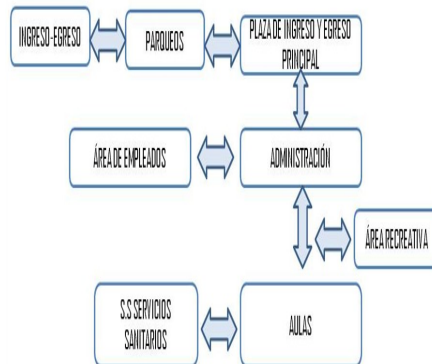 INGRESO-EGRESO
PARQUEOS
PLAZA DE INGRESO Y EGRESO
PRINCIPAL
ÁREA DE EMPLEADOS
ADMINISTRACIÓN
ÁREA RECREATIVA
S.S SERVICIOS
SANITARIOS
AULAS